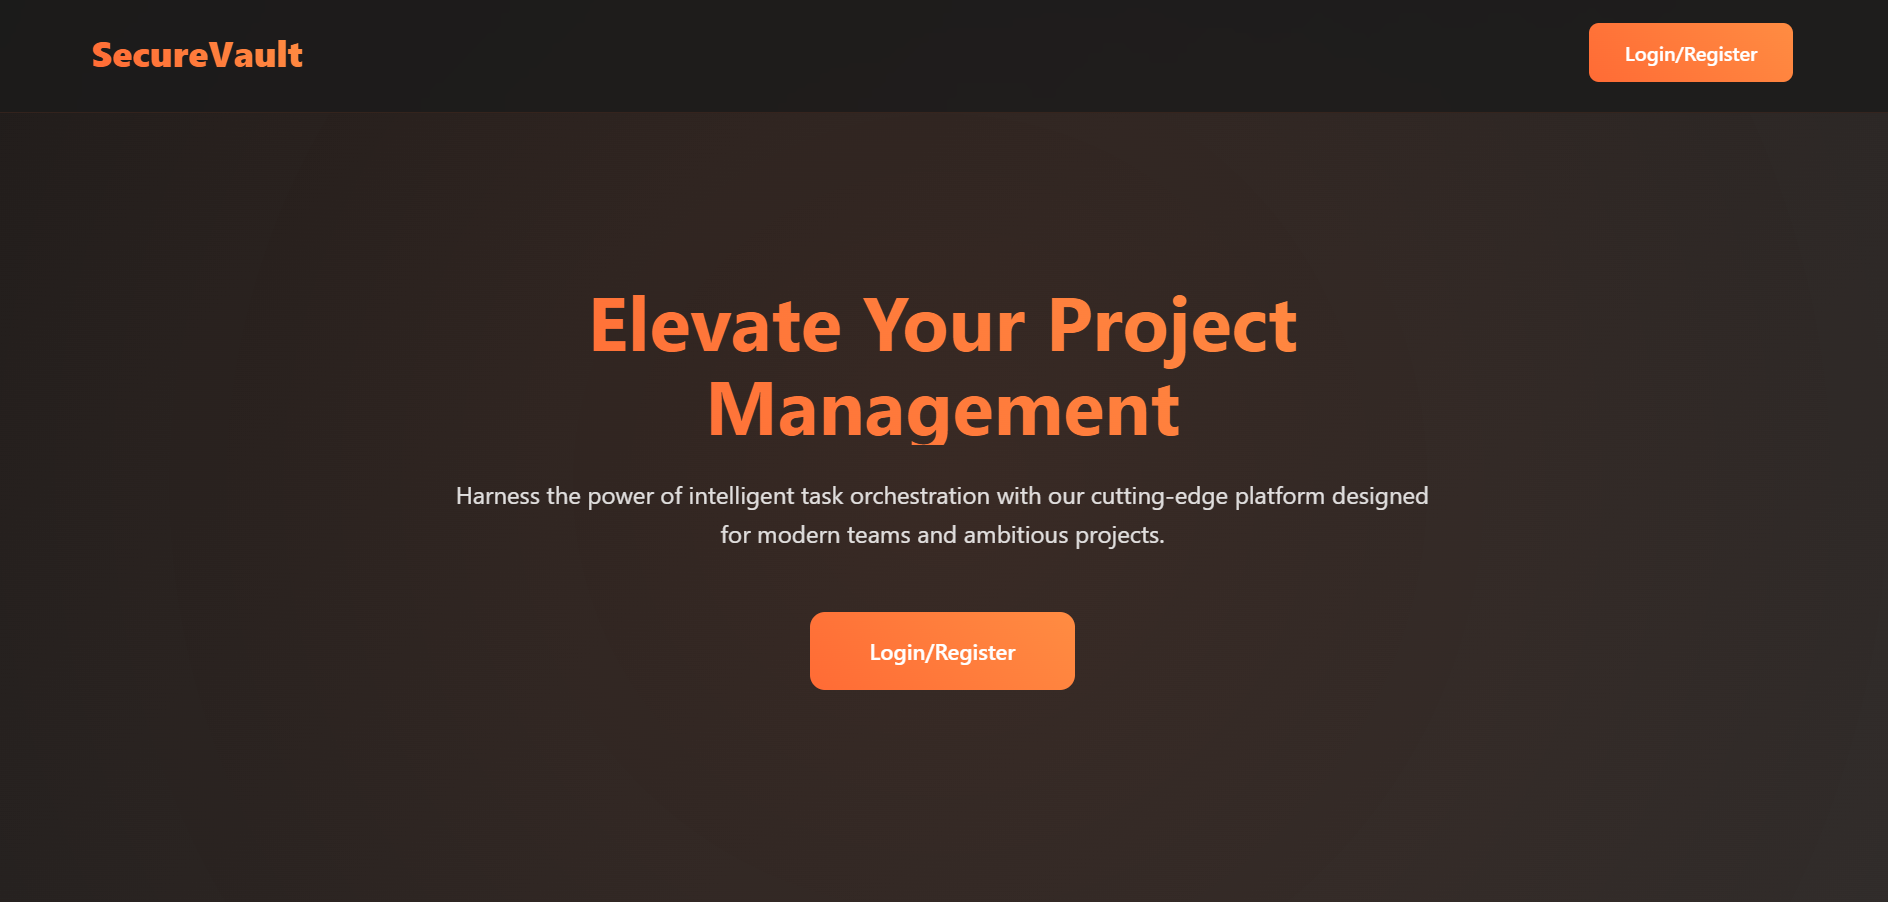 SecureVault
Login/Register
Elevate Your Project
Management
Harness the power of intelligent task orchestration with our cutting-edge platform designed
for modern teams and ambitious projects.
Login/Register